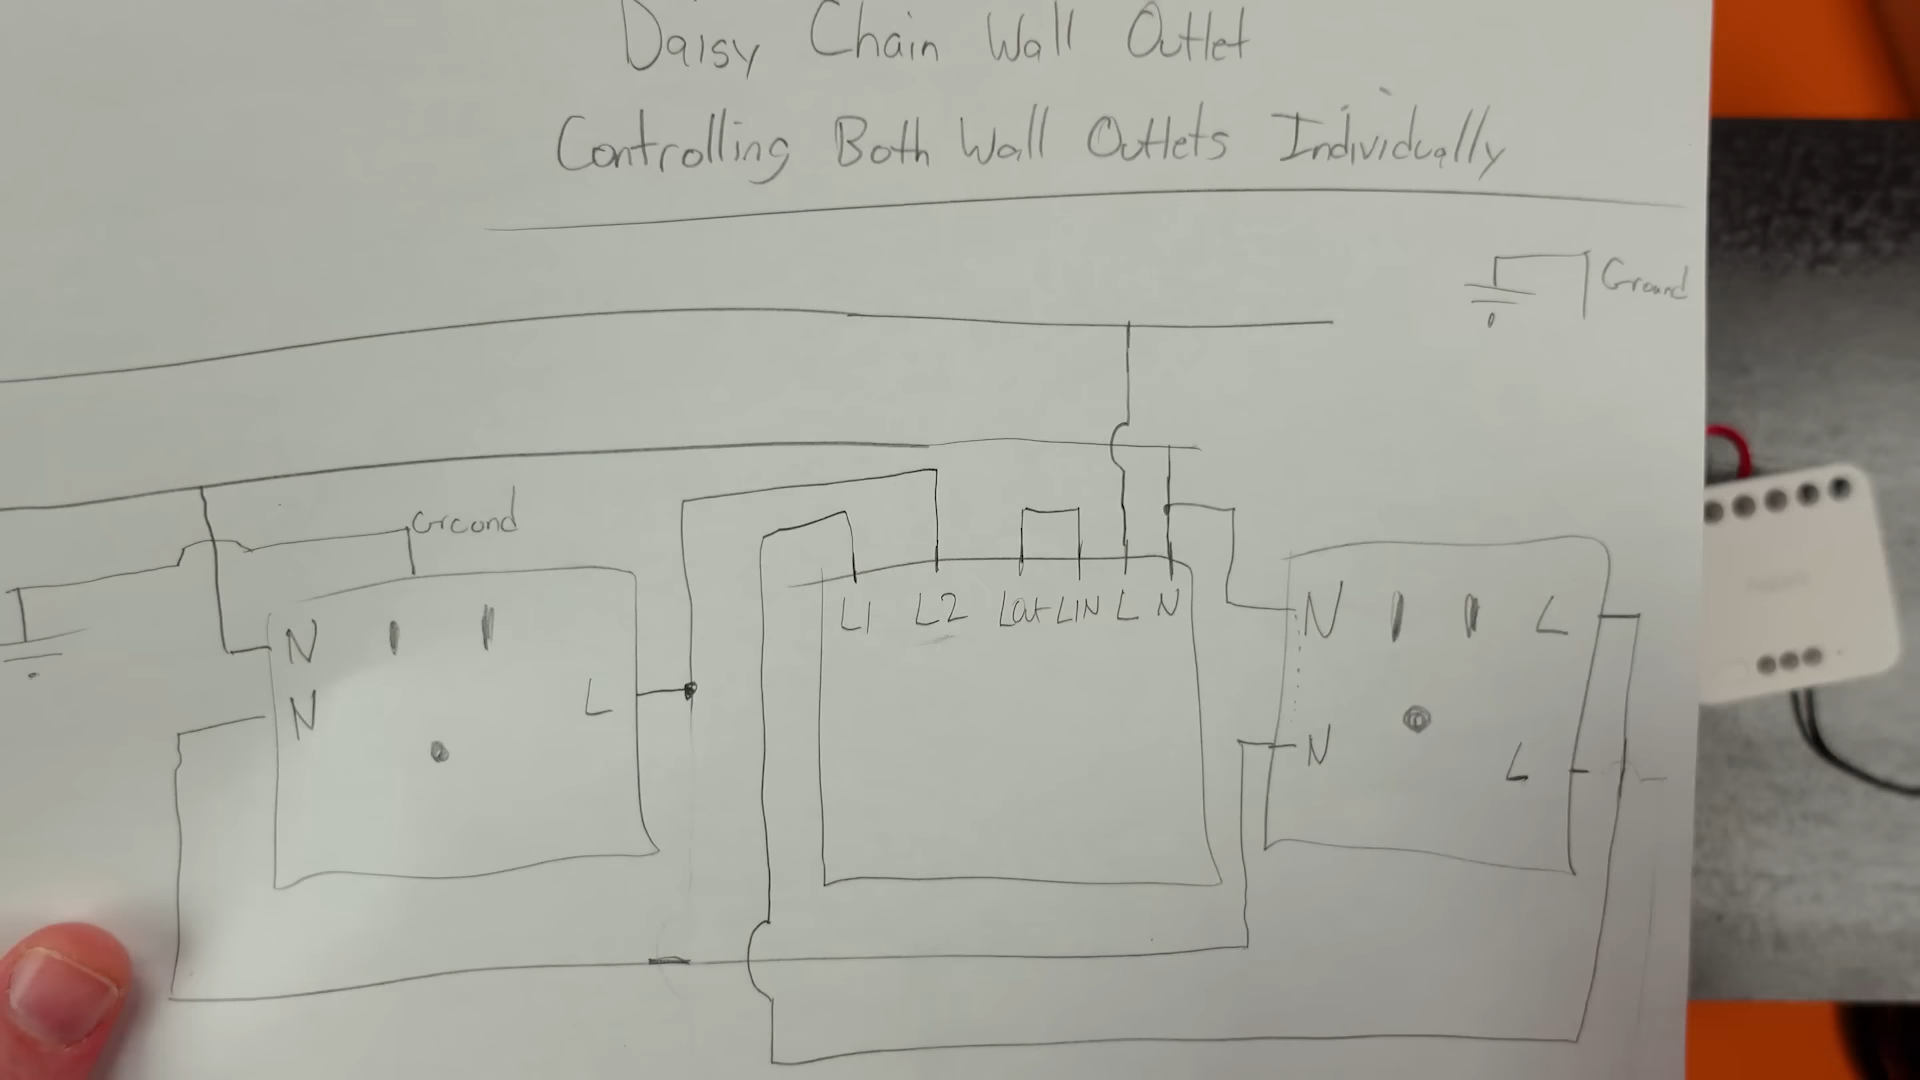 Daisy Chain Wall Outlet
Controlling Both Wall Outlets Individually
Ground
Ground
L1 L2 Lout LIN L N
N L
N L
N L
N